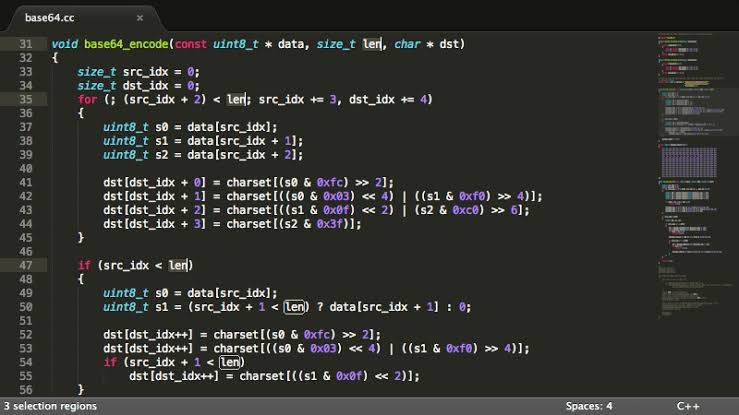 base64.cc ×
31 void base64_encode(const uint8_t * data, size_t len, char * dst)
32 {
33     size_t src_idx = 0;
34     size_t dst_idx = 0;
35     for (; (src_idx + 2) < len; src_idx += 3, dst_idx += 4)
36     {
37         uint8_t s0 = data[src_idx];
38         uint8_t s1 = data[src_idx + 1];
39         uint8_t s2 = data[src_idx + 2];
40
41         dst[dst_idx + 0] = charset[(s0 & 0xfc) >> 2];
42         dst[dst_idx + 1] = charset[((s0 & 0x03) << 4) | ((s1 & 0xf0) >> 4)];
43         dst[dst_idx + 2] = charset[((s1 & 0x0f) << 2) | (s2 & 0xc0) >> 6];
44         dst[dst_idx + 3] = charset[(s2 & 0x3f)];
45     }
46
47     if (src_idx < len)
48     {
49         uint8_t s0 = data[src_idx];
50         uint8_t s1 = (src_idx + 1 < len) ? data[src_idx + 1] : 0;
51
52         dst[dst_idx++] = charset[(s0 & 0xfc) >> 2];
53         dst[dst_idx++] = charset[((s0 & 0x03) << 4) | ((s1 & 0xf0) >> 4)];
54         if (src_idx + 1 < len)
55             dst[dst_idx++] = charset[((s1 & 0x0f) << 2)];
56     }
3 selection regions Spaces: 4 C++